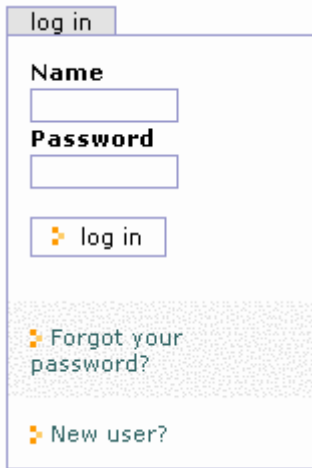 log in
Name
Password
log in
Forgot your
password?
New user?